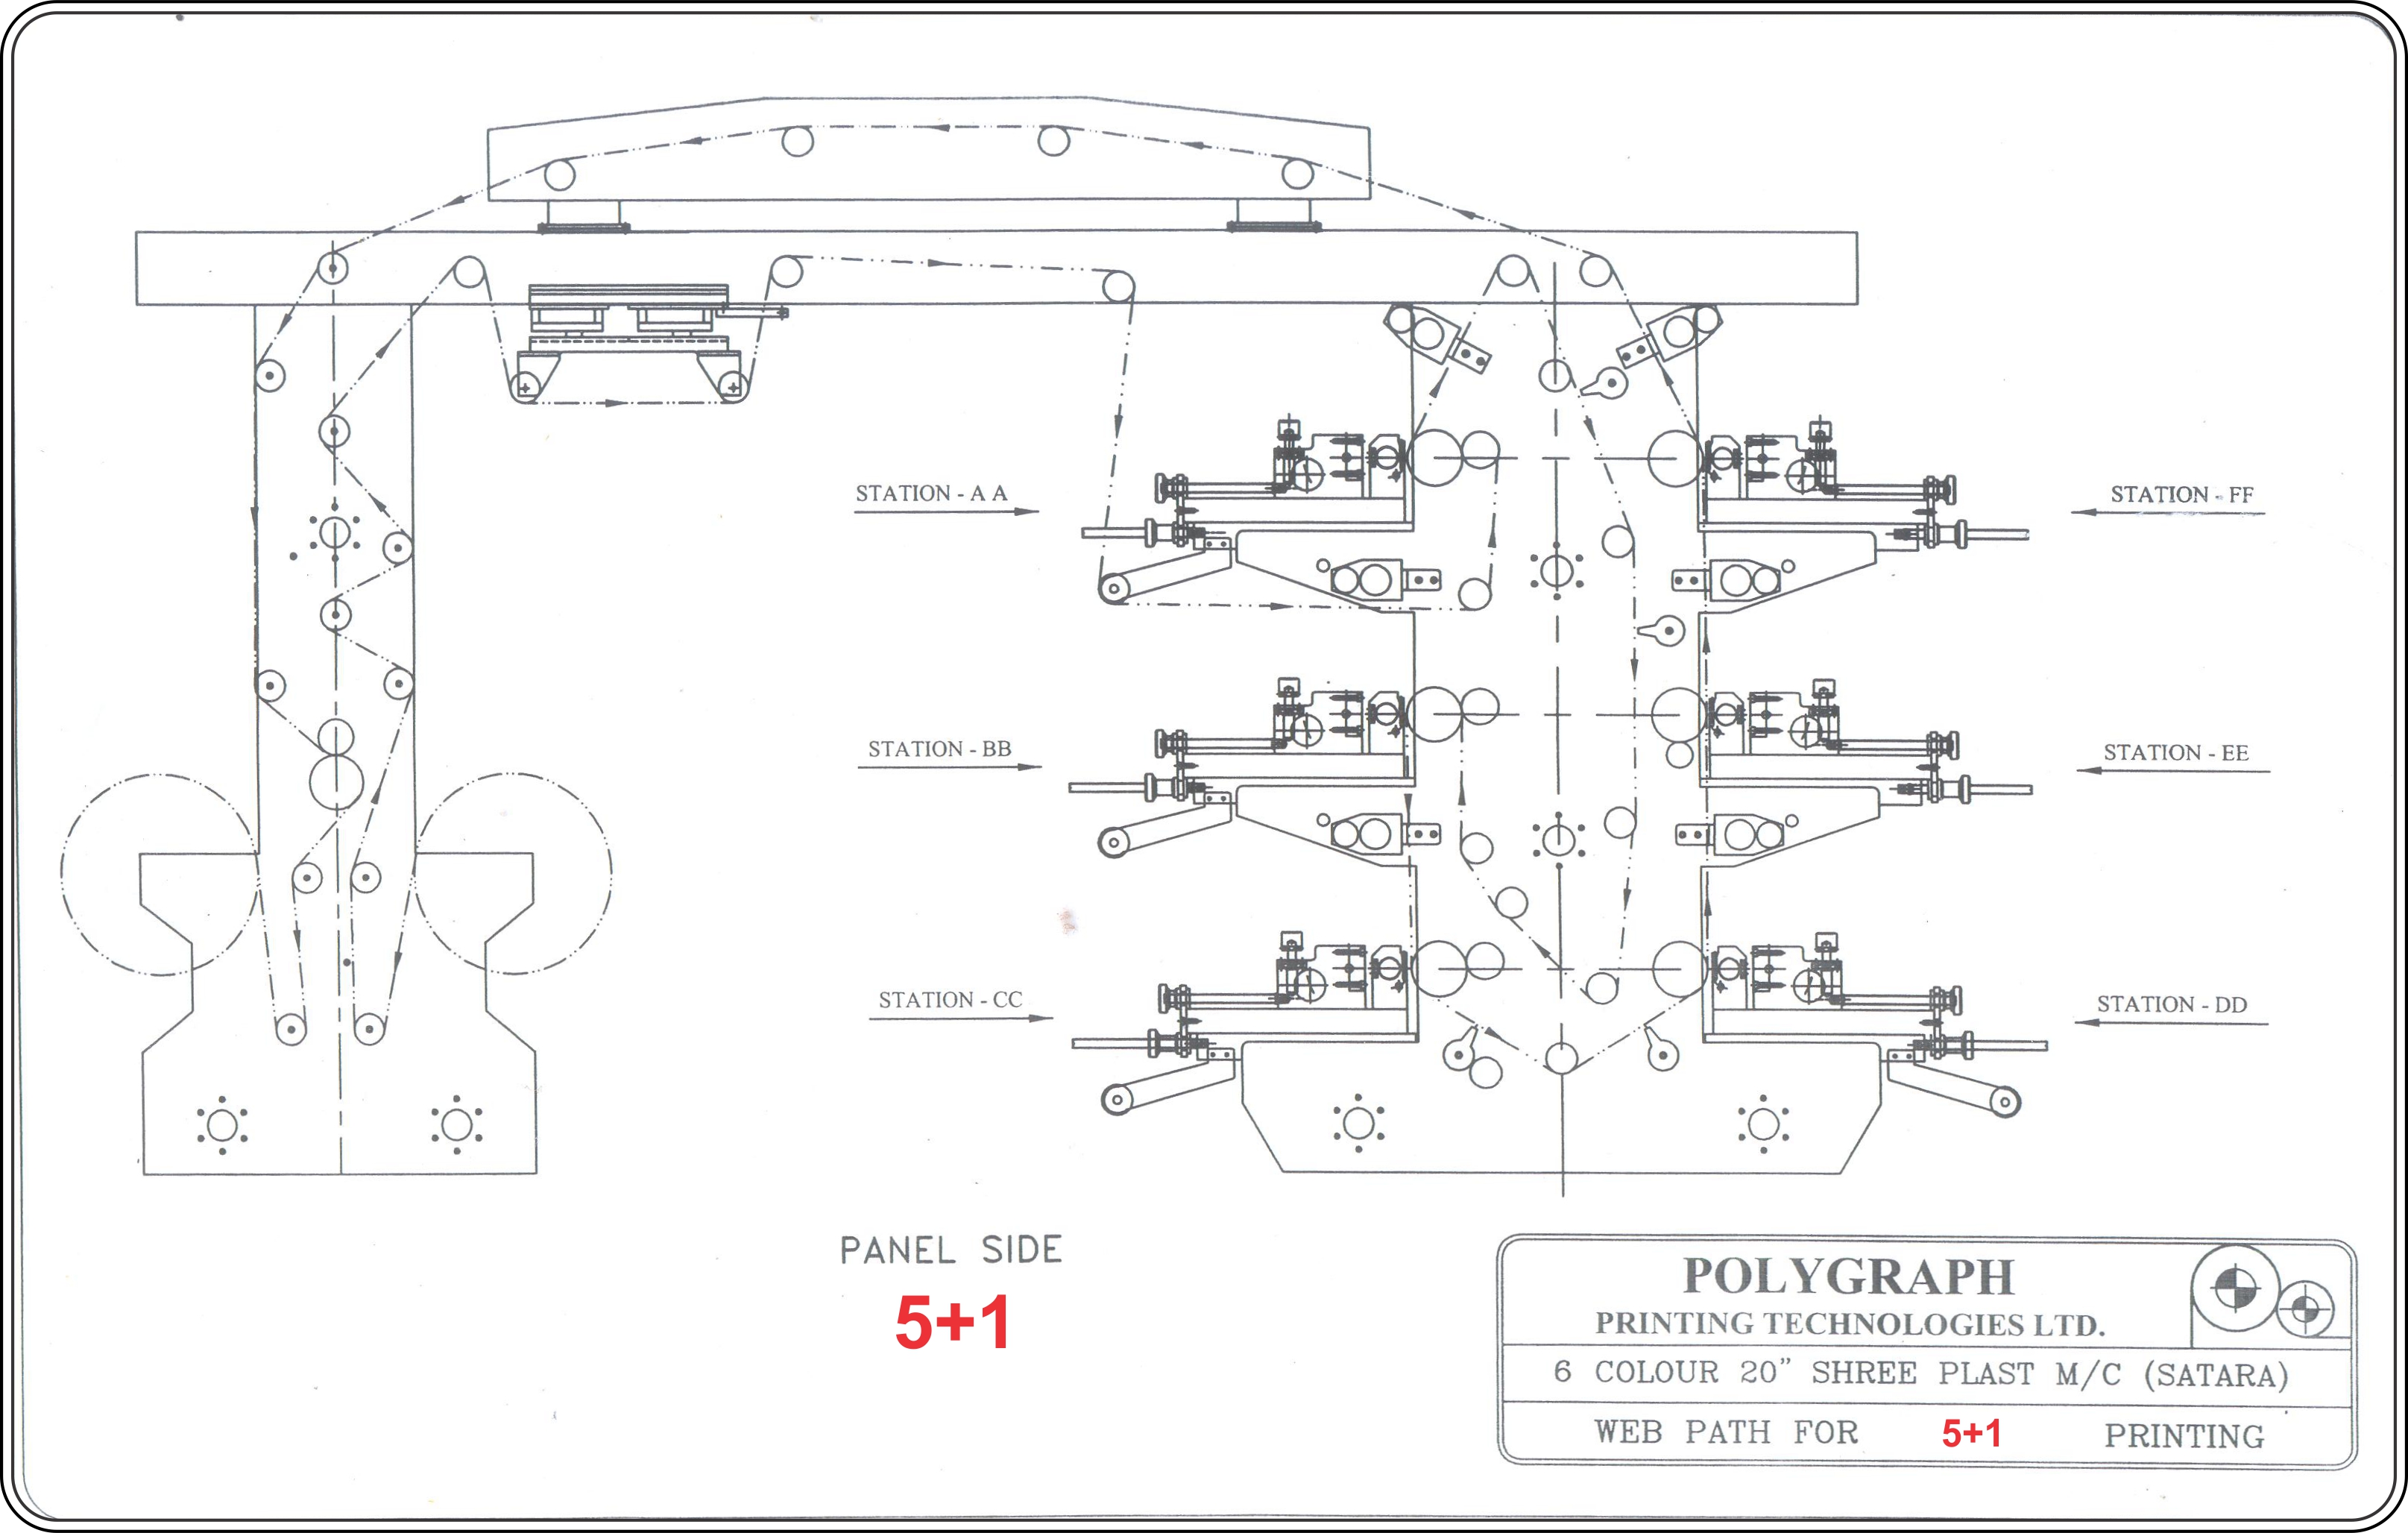 STATION - A A
STATION - FF
STATION - BB
STATION - EE
STATION - CC
STATION - DD
PANEL SIDE
5+1
POLYGRAPH
PRINTING TECHNOLOGIES LTD.
6 COLOUR 20” SHREE PLAST M/C (SATARA)
WEB PATH FOR 5+1 PRINTING